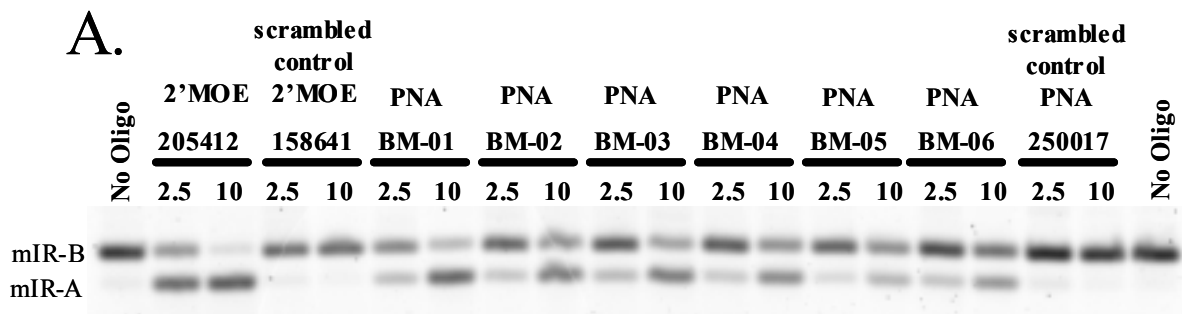 A.
scrambled
control
scrambled
control
2’MOE 2’MOE PNA PNA PNA PNA PNA PNA PNA
No Oligo 205412 158641 BM-01 BM-02 BM-03 BM-04 BM-05 BM-06 250017 No Oligo
2.5 10 2.5 10 2.5 10 2.5 10 2.5 10 2.5 10 2.5 10 2.5 10 2.5 10
mIR-B
mIR-A